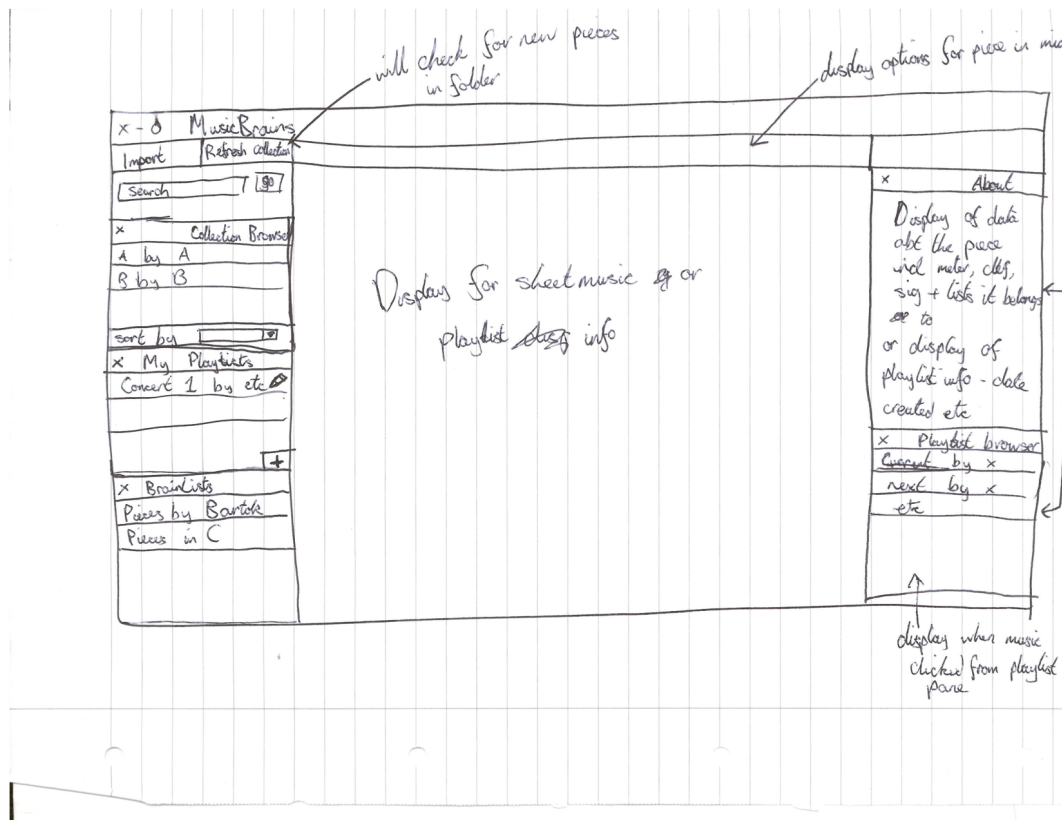 will check for new pieces
in folder
display options for piece in
x - o MusicBrains
Import Refresh Collection
Search go
x Collection Browser
A by A
B by B
sort by
x My Playlists
Concert 1 by etc
+
x BrainLists
Pieces by Bartok
Pieces in C
Display for sheet music or
playlist info
x About
Display of data
abt the piece
incl meter, clef,
sig + lists it belongs
to
or display of
playlist info - date
created etc
x Playlist browser
Current by x
next by x
etc
display when music
clicked from playlist
pane